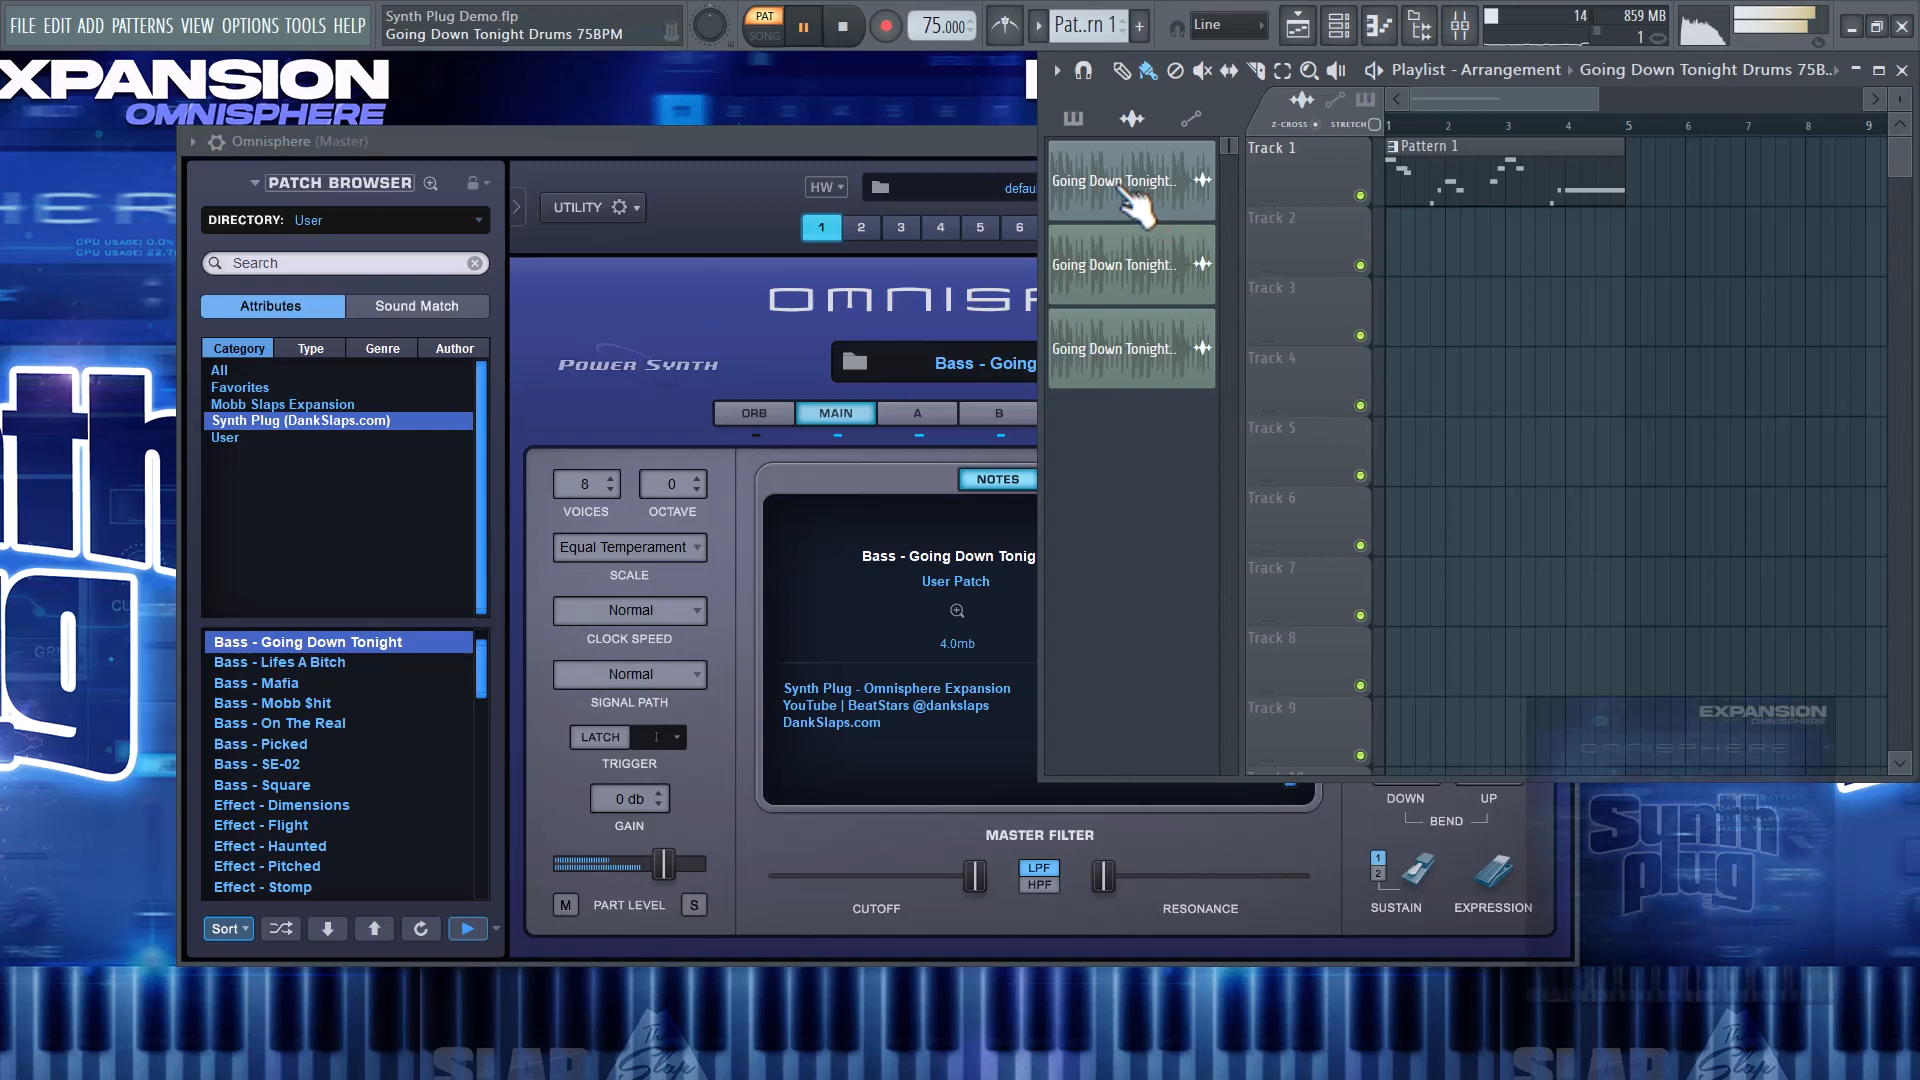 FILE EDIT ADD PATTERNS VIEW OPTIONS TOOLS HELP
Synth Plug Demo.flp
Going Down Tonight Drums 75BPM
PAT
SONG
75.000
Pat..rn 1
Line
14
859 MB
1
EXPANSION
OMNISPHERE
Playlist - Arrangement
Going Down Tonight Drums 75B..
Z-CROSS
STRETCH
1 2 3 4 5 6 7 8 9
Going Down Tonight..
Going Down Tonight..
Going Down Tonight..
Track 1
Track 2
Track 3
Track 4
Track 5
Track 6
Track 7
Track 8
Track 9
Pattern 1
Omnisphere (Master)
PATCH BROWSER
DIRECTORY: User
Search
Attributes
Sound Match
Category
Type
Genre
Author
All
Favorites
Mobb Slaps Expansion
Synth Plug (DankSlaps.com)
User
Bass - Going Down Tonight
Bass - Lifes A Bitch
Bass - Mafia
Bass - Mobb $hit
Bass - On The Real
Bass - Picked
Bass - SE-02
Bass - Square
Effect - Dimensions
Effect - Flight
Effect - Haunted
Effect - Pitched
Effect - Stomp
Sort
UTILITY
HW
defau
1 2 3 4 5 6
OMNISP
POWER SYNTH
Bass - Going
ORB
MAIN
A
B
8
VOICES
0
OCTAVE
Equal Temperament
SCALE
Normal
CLOCK SPEED
Normal
SIGNAL PATH
LATCH
TRIGGER
0 db
GAIN
M
PART LEVEL
S
NOTES
Bass - Going Down Tonig
User Patch
4.0mb
Synth Plug - Omnisphere Expansion
YouTube | BeatStars @dankslaps
DankSlaps.com
MASTER FILTER
CUTOFF
LPF
HPF
RESONANCE
DOWN
UP
BEND
1
2
SUSTAIN
EXPRESSION
EXPANSION
OMNISPHERE
Synth
plug